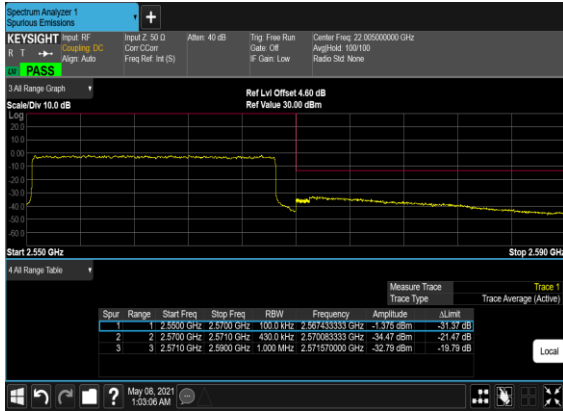 Spectrum Analyzer 1
Spurious Emissions
+
KEYSIGHT Input: RF Input Z: 50 Ω Atten: 40 dB Trig: Free Run Center Freq: 22.005000000 GHz
R T Coupling: DC Corr CCorr Gate: Off Avg|Hold: 100/100
Align: Auto Freq Ref: Int (S) IF Gain: Low Radio Std: None
LW PASS
3 All Range Graph Ref Lvl Offset 4.60 dB
Scale/Div 10.0 dB Ref Value 30.00 dBm
Log
20.0
10.0
0.00
-10.0
-20.0
-30.0
-40.0
-50.0
-60.0
Start 2.550 GHz Stop 2.590 GHz
4 All Range Table
Measure Trace Trace 1
Trace Type Trace Average (Active)
Spur Range Start Freq Stop Freq RBW Frequency Amplitude ΔLimit
1 1 2.5500 GHz 2.5700 GHz 100.0 kHz 2.567433333 GHz -1.375 dBm -31.37 dB
2 2 2.5700 GHz 2.5710 GHz 430.0 kHz 2.570083333 GHz -34.47 dBm -21.47 dB
3 3 2.5710 GHz 2.5900 GHz 1.000 MHz 2.571570000 GHz -32.79 dBm -19.79 dB
Local
? May 08, 2021
1:03:06 AM